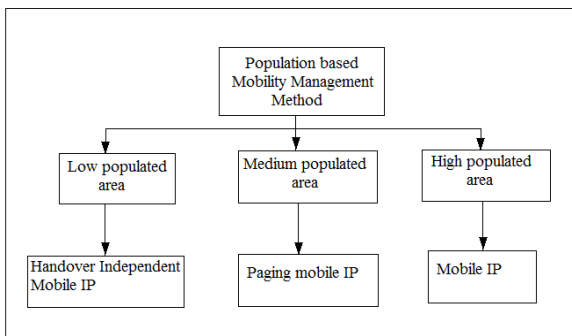 Population based
Mobility Management
Method
Low populated
area
Medium populated
area
High populated
area
Handover Independent
Mobile IP
Paging mobile IP
Mobile IP